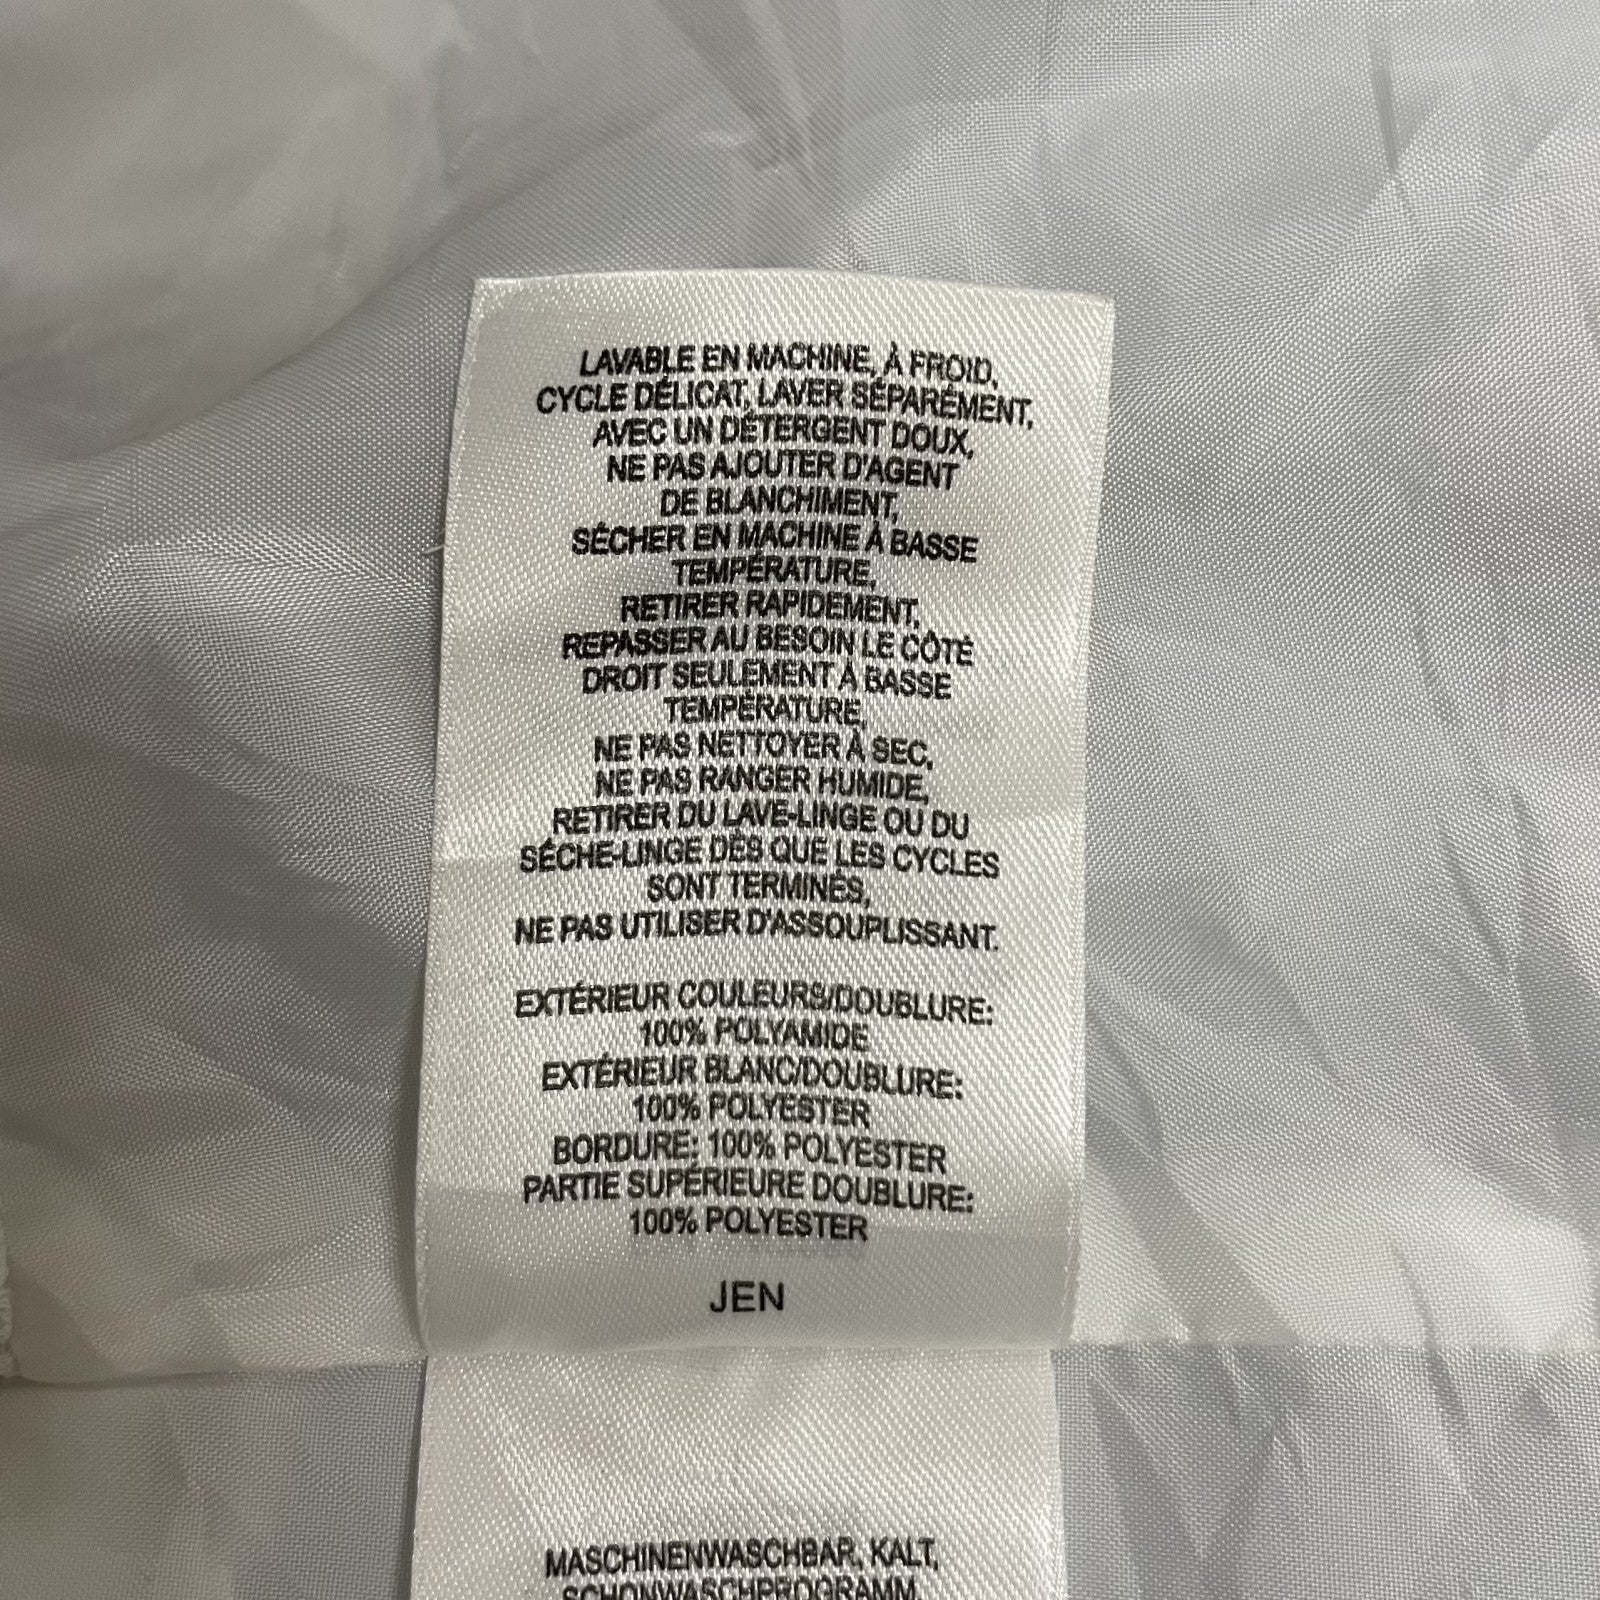 LAVABLE EN MACHINE, À FROID,
CYCLE DÉLICAT, LAVER SÉPARÉMENT,
AVEC UN DÉTERGENT DOUX,
NE PAS AJOUTER D'AGENT
DE BLANCHIMENT,
SÉCHER EN MACHINE À BASSE
TEMPÉRATURE,
RETIRER RAPIDEMENT,
REPASSER AU BESOIN LE CÔTÉ
DROIT SEULEMENT À BASSE
TEMPÉRATURE,
NE PAS NETTOYER À SEC,
NE PAS RANGER HUMIDE,
RETIRER DU LAVE-LINGE OU DU
SÉCHE-LINGE DÈS QUE LES CYCLES
SONT TERMINÉS,
NE PAS UTILISER D'ASSOUPLISSANT.
EXTÉRIEUR COULEURS/DOUBLURE:
100% POLYAMIDE
EXTÉRIEUR BLANC/DOUBLURE:
100% POLYESTER
BORDURE: 100% POLYESTER
PARTIE SUPÉRIEURE DOUBLURE:
100% POLYESTER
JEN
MASCHINENWASCHBAR, KALT,
SCHONWASCHPROGRAMM,